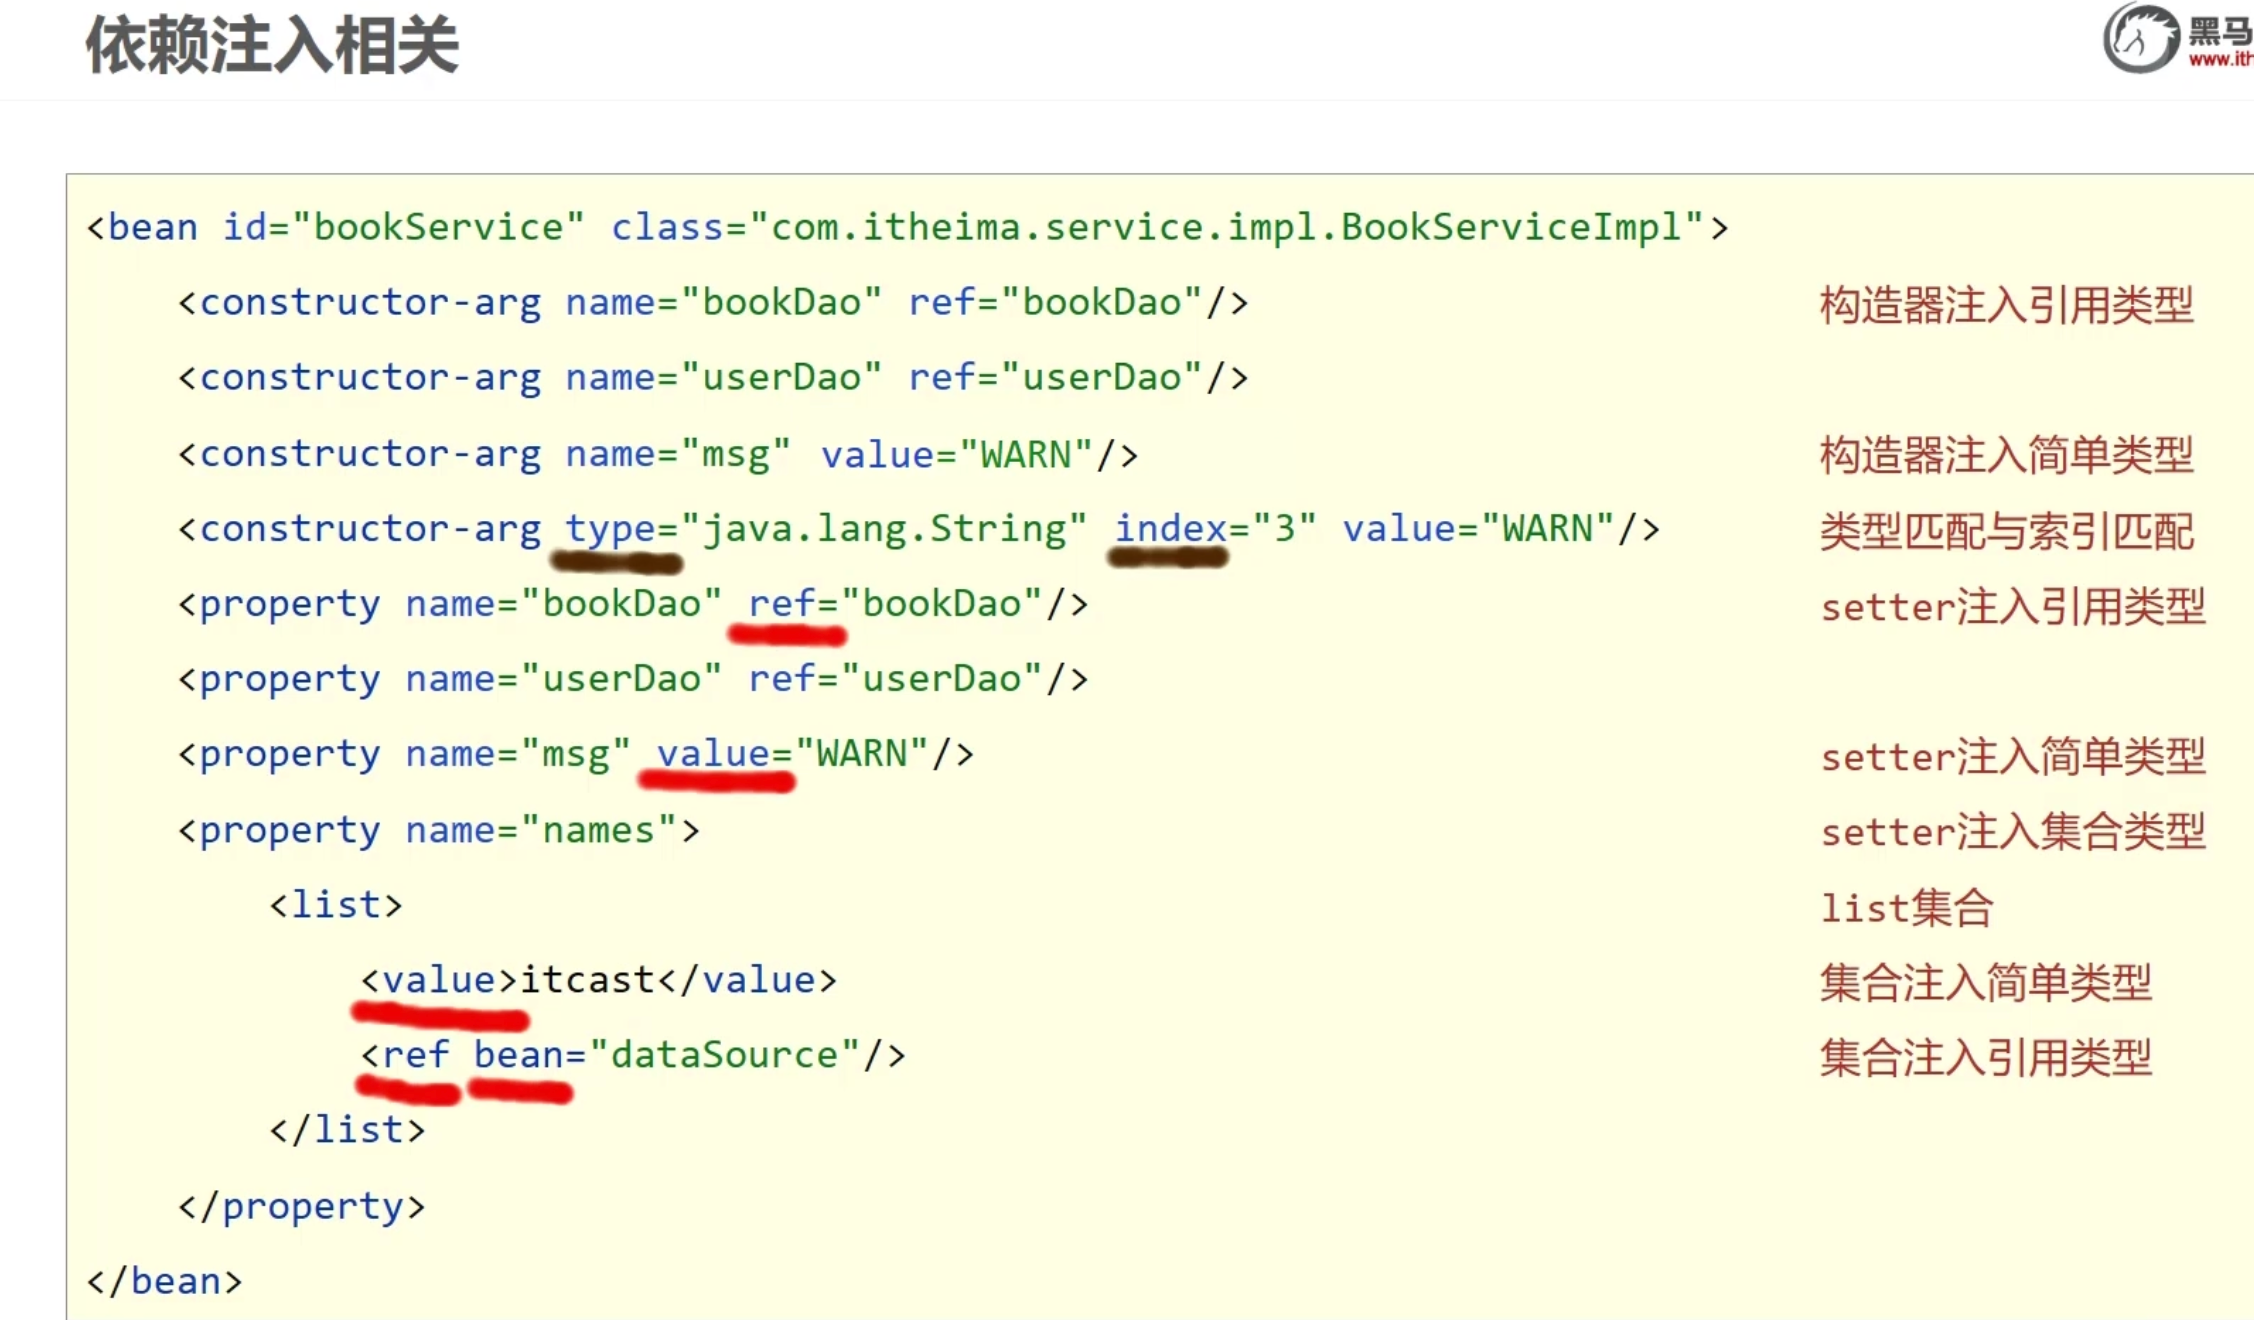 依赖注入相关
黑马
www.ith
<bean id="bookService" class="com.itheima.service.impl.BookServiceImpl">
<constructor-arg name="bookDao" ref="bookDao"/> 构造器注入引用类型
<constructor-arg name="userDao" ref="userDao"/>
<constructor-arg name="msg" value="WARN"/> 构造器注入简单类型
<constructor-arg type="java.lang.String" index="3" value="WARN"/> 类型匹配与索引匹配
<property name="bookDao" ref="bookDao"/> setter注入引用类型
<property name="userDao" ref="userDao"/>
<property name="msg" value="WARN"/> setter注入简单类型
<property name="names"> setter注入集合类型
<list> list集合
<value>itcast</value> 集合注入简单类型
<ref bean="dataSource"/> 集合注入引用类型
</list>
</property>
</bean>